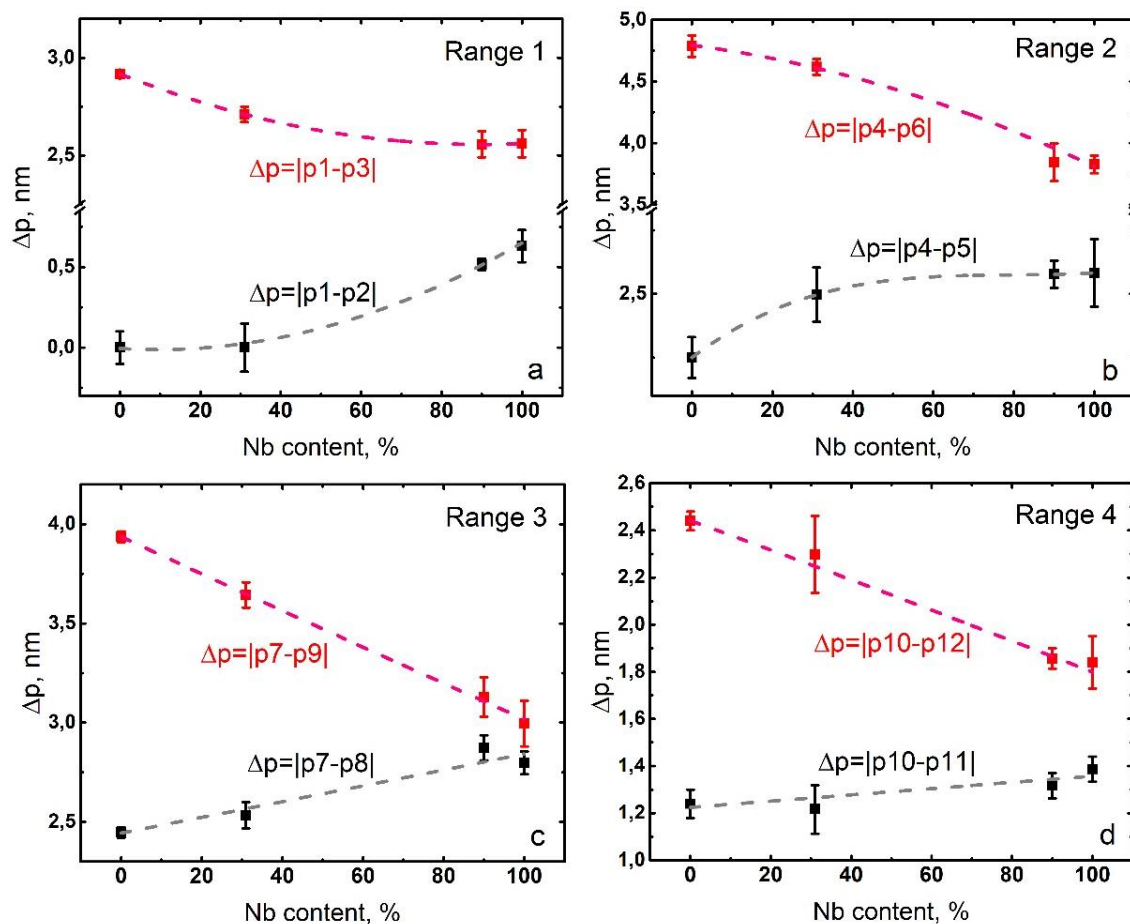 Range 1
3,0
2,5
0,5
0,0
Δp, nm
Δp=|p1-p3|
Δp=|p1-p2|
a
0 20 40 60 80 100
Nb content, %
Range 2
5,0
4,5
4,0
3,5
2,5
Δp, nm
Δp=|p4-p6|
Δp=|p4-p5|
b
0 20 40 60 80 100
Nb content, %
Range 3
4,0
3,5
3,0
2,5
Δp, nm
Δp=|p7-p9|
Δp=|p7-p8|
c
0 20 40 60 80 100
Nb content, %
Range 4
2,6
2,4
2,2
2,0
1,8
1,6
1,4
1,2
1,0
Δp, nm
Δp=|p10-p12|
Δp=|p10-p11|
d
0 20 40 60 80 100
Nb content, %